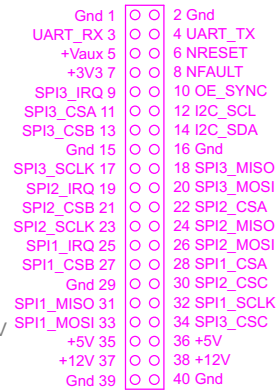 Gnd 1 2 Gnd
UART_RX 3 4 UART_TX
+Vaux 5 6 NRESET
+3V3 7 8 NFAULT
SPI3_IRQ 9 10 OE_SYNC
SPI3_CSA 11 12 I2C_SCL
SPI3_CSB 13 14 I2C_SDA
Gnd 15 16 Gnd
SPI3_SCLK 17 18 SPI3_MISO
SPI2_IRQ 19 20 SPI3_MOSI
SPI2_CSB 21 22 SPI2_CSA
SPI2_SCLK 23 24 SPI2_MISO
SPI1_IRQ 25 26 SPI2_MOSI
SPI1_CSB 27 28 SPI1_CSA
Gnd 29 30 SPI2_CSC
SPI1_MISO 31 32 SPI1_SCLK
V SPI1_MOSI 33 34 SPI3_CSC
+5V 35 36 +5V
+12V 37 38 +12V
Gnd 39 40 Gnd